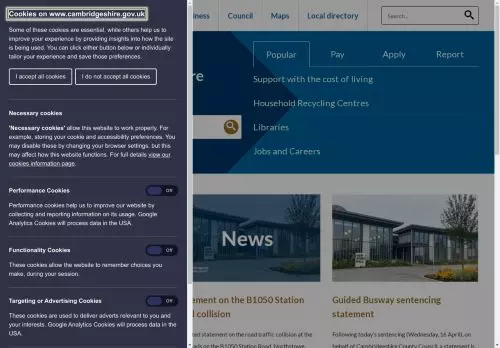 Cookies on www.cambridgeshire.gov.uk
Some of these cookies are essential, while others help us to
improve your experience by providing insights into how the site
is being used. You can click either button below or individually
tailor your experience and save those preferences.
I accept all cookies
I do not accept all cookies
Necessary cookies
'Necessary cookies' allow this website to work properly. For
example, storing your cookie and accessibility preferences. You
may disable these by changing your browser settings, but this
may affect how this website functions. For full details view our
cookies information page.
Performance Cookies
Off
Performance cookies help us to improve our website by
collecting and reporting information on its usage. Google
Analytics Cookies will process data in the USA.
Functionality Cookies
Off
These cookies allow the website to remember choices you
make, during your session.
Targeting or Advertising Cookies
Off
These cookies are used to deliver adverts relevant to you and
your interests. Google Analytics Cookies will process data in
the USA.
iness
Council
Maps
Local directory
Search...
re
Popular
Pay
Apply
Report
Support with the cost of living
Household Recycling Centres
Libraries
Jobs and Careers
News
ement on the B1050 Station
d collision
ed statement on the road traffic collision at the
ads on the B1050 Station Road, Northstowe,
Guided Busway sentencing
statement
Following today's sentencing (Wednesday, 16 April), on
behalf of Cambridgeshire County Council, a statement is